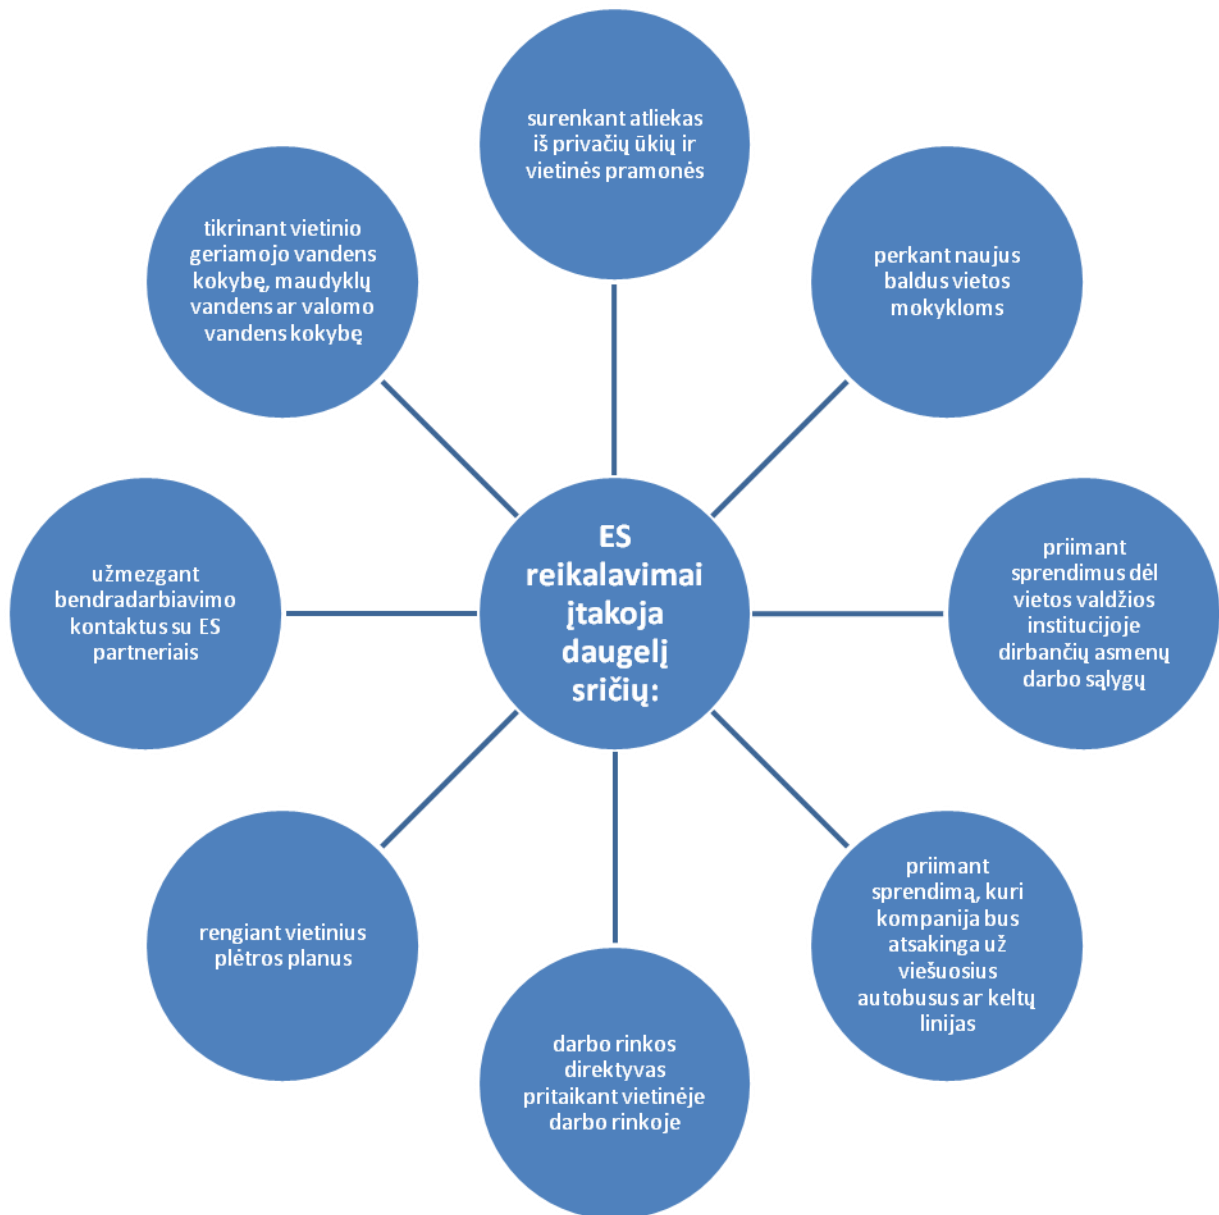 ES
reikalavimai
įtakoja
daugelį
sričių:
surenkant atliekas
iš privačių ūkių ir
vietinės pramonės
perkant naujus
baldus vietos
mokykloms
priimant
sprendimus dėl
vietos valdžios
institucijoje
dirbančių asmenų
darbo sąlygų
priimant
sprendimą, kuri
kompanija bus
atsakinga už
viešuosius
autobusus ar keltų
linijas
darbo rinkos
direktyvas
pritaikant vietinėje
darbo rinkoje
rengiant vietinius
plėtros planus
užmezgant
bendradarbiavimo
kontaktus su ES
partneriais
tikrinant vietinio
geriamojo vandens
kokybę, maudyklų
vandens ar valomo
vandens kokybę